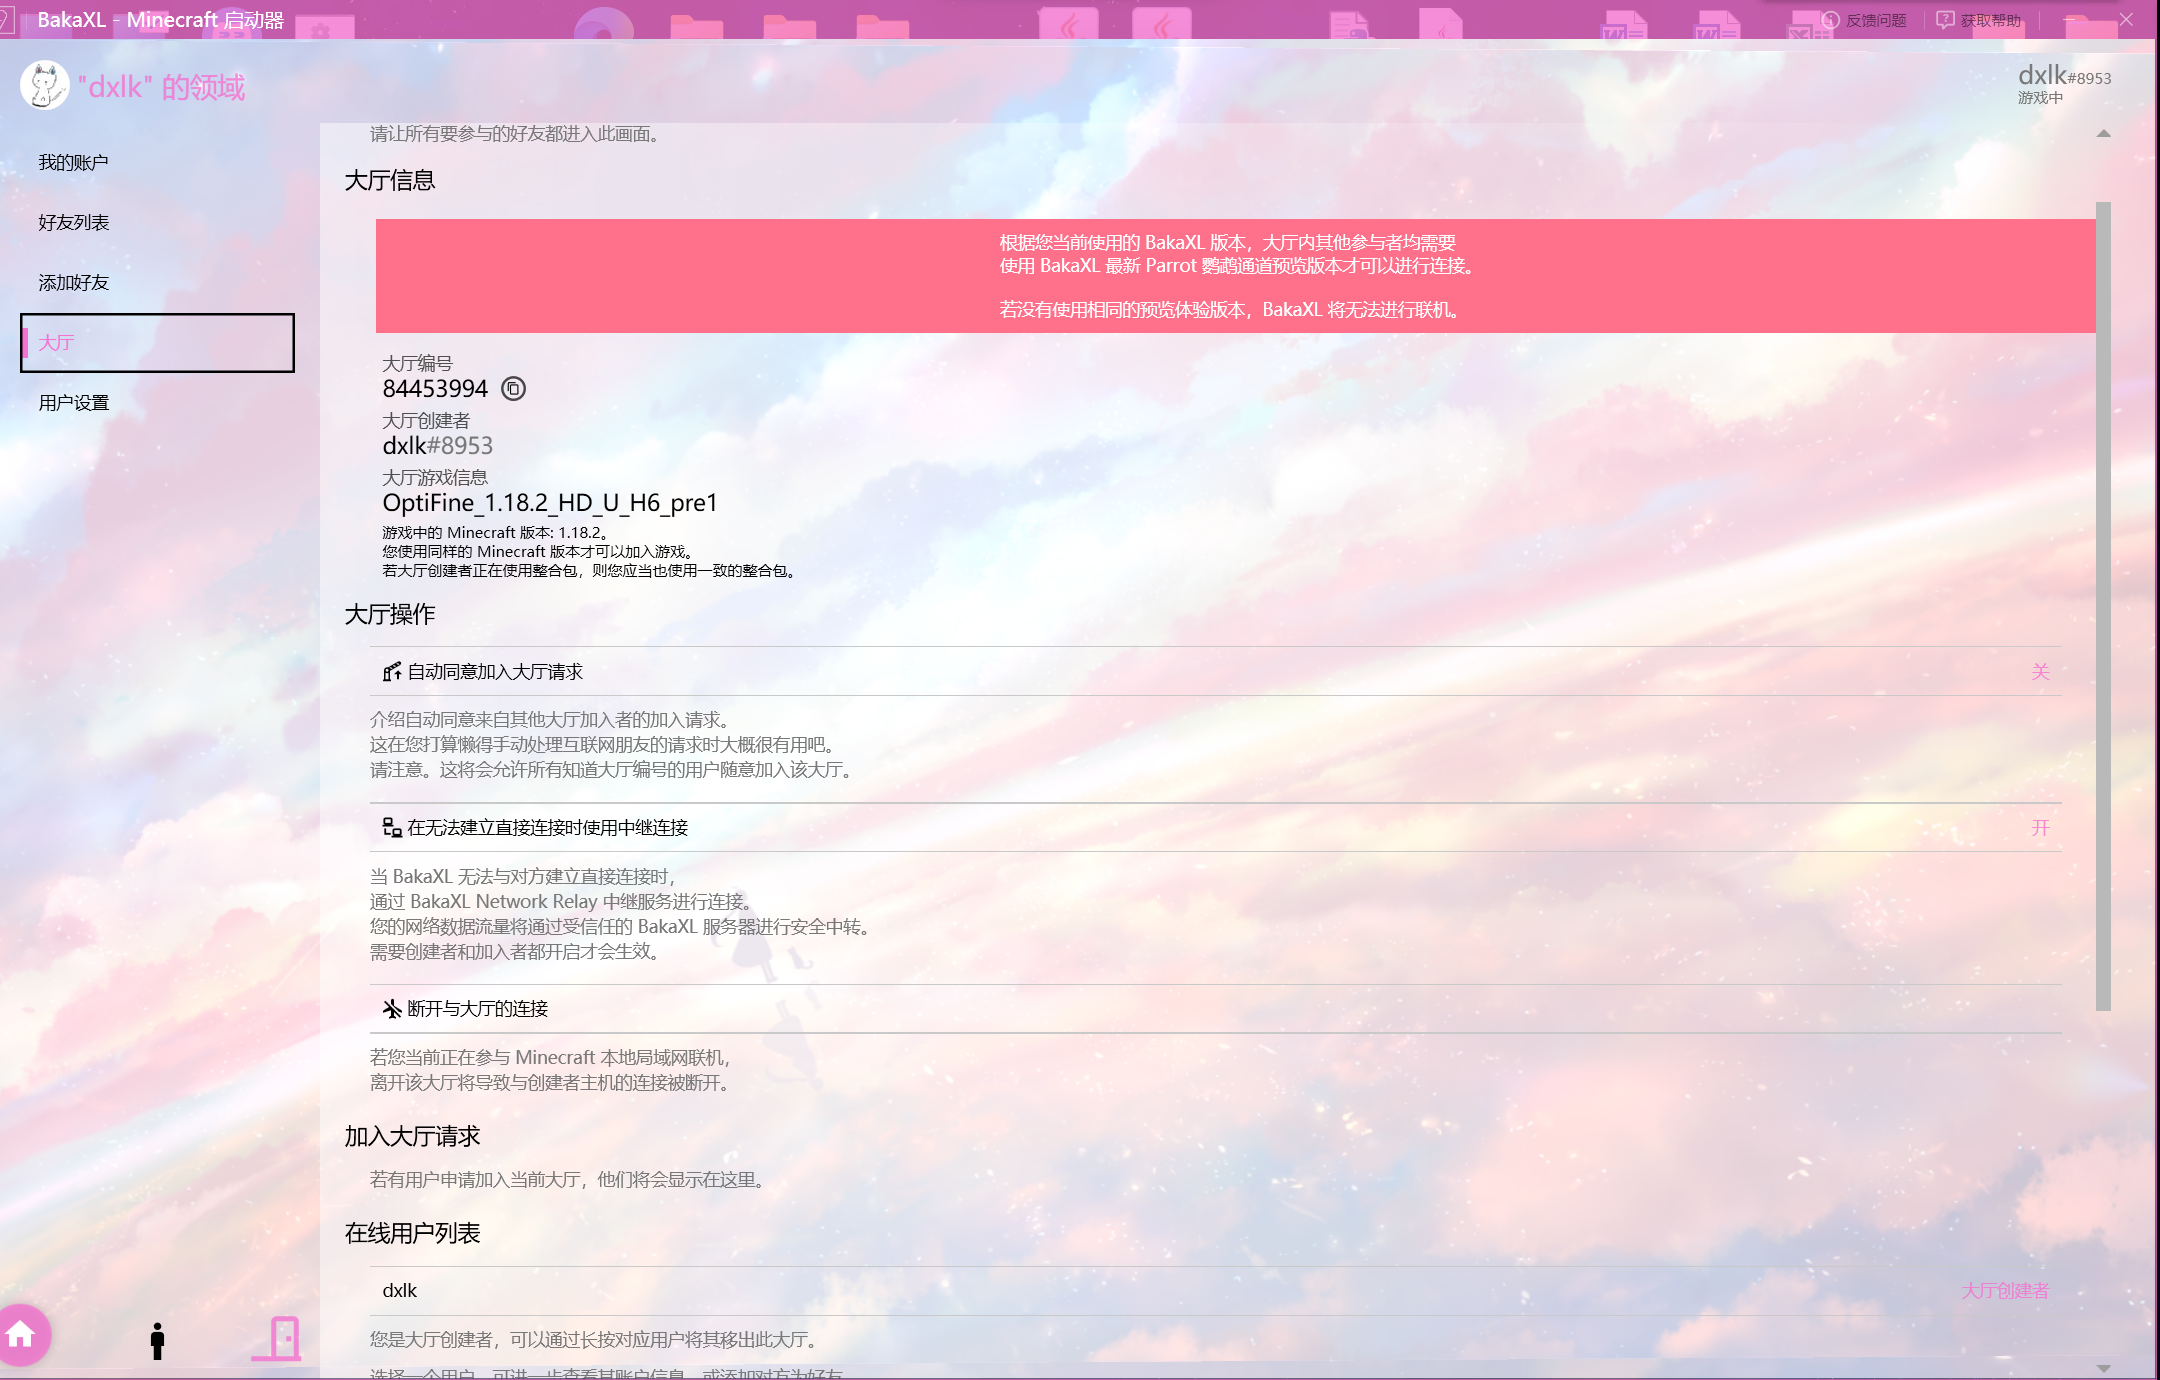 BakaXL - Minecraft 启动器
反馈问题
获取帮助
"dxlk" 的领域
dxlk#8953
游戏中
我的账户
好友列表
添加好友
大厅
用户设置
请让所有要参与的好友都进入此画面。
大厅信息
根据您当前使用的 BakaXL 版本，大厅内其他参与者均需要
使用 BakaXL 最新 Parrot 鹦鹉通道预览版本才可以进行连接。
若没有使用相同的预览体验版本，BakaXL 将无法进行联机。
大厅编号
84453994
大厅创建者
dxlk#8953
大厅游戏信息
OptiFine_1.18.2_HD_U_H6_pre1
游戏中的 Minecraft 版本: 1.18.2。
您使用同样的 Minecraft 版本才可以加入游戏。
若大厅创建者正在使用整合包，则您应当也使用一致的整合包。
大厅操作
自动同意加入大厅请求
关
介绍自动同意来自其他大厅加入者的加入请求。
这在您打算懒得手动处理互联网朋友的请求时大概很有用吧。
请注意。这将会允许所有知道大厅编号的用户随意加入该大厅。
在无法建立直接连接时使用中继连接
开
当 BakaXL 无法与对方建立直接连接时，
通过 BakaXL Network Relay 中继服务进行连接。
您的网络数据流量将通过受信任的 BakaXL 服务器进行安全中转。
需要创建者和加入者都开启才会生效。
断开与大厅的连接
若您当前正在参与 Minecraft 本地局域网联机，
离开该大厅将导致与创建者主机的连接被断开。
加入大厅请求
若有用户申请加入当前大厅，他们将会显示在这里。
在线用户列表
dxlk
大厅创建者
您是大厅创建者，可以通过长按对应用户将其移出此大厅。
选择一个用户，可进一步查看其账户信息，或添加对方为好友